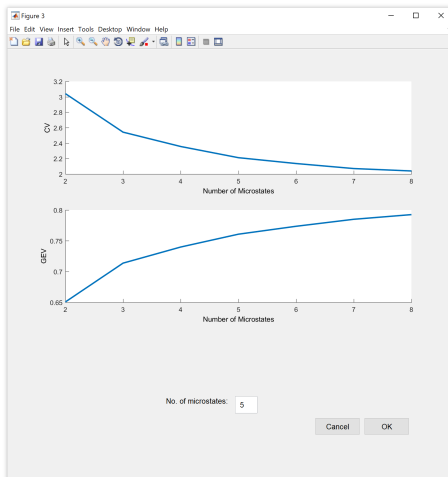 Figure 3
File Edit View Insert Tools Desktop Window Help
3.2
3
2.8
2.6
2.4
2.2
2
CV
2 3 4 5 6 7 8
Number of Microstates
0.8
0.75
0.7
0.65
GEV
2 3 4 5 6 7 8
Number of Microstates
No. of microstates: 5
Cancel OK